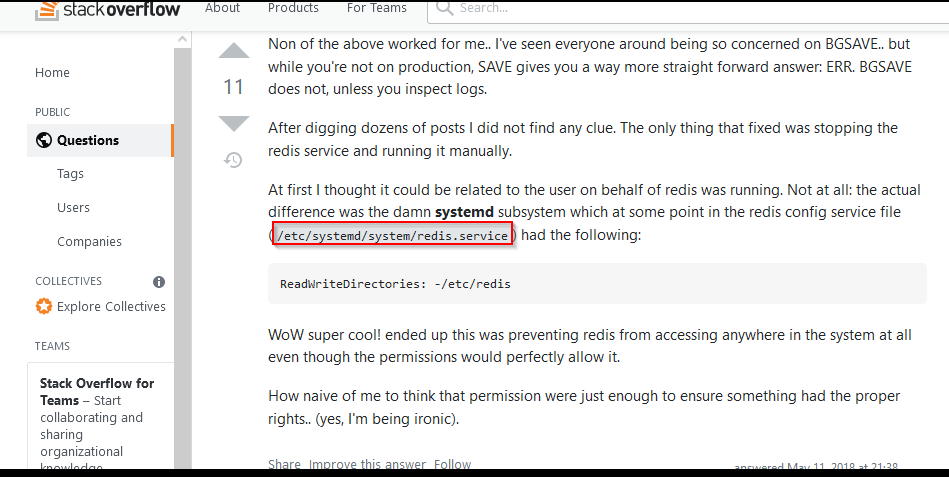 stackoverflow
About
Products
For Teams
Search...
Home
PUBLIC
Questions
Tags
Users
Companies
COLLECTIVES
Explore Collectives
TEAMS
Stack Overflow for
Teams – Start
collaborating and
sharing
organizational
knowledge
11
Non of the above worked for me.. I've seen everyone around being so concerned on BGSAVE.. but
while you're not on production, SAVE gives you a way more straight forward answer: ERR. BGSAVE
does not, unless you inspect logs.
After digging dozens of posts I did not find any clue. The only thing that fixed was stopping the
redis service and running it manually.
At first I thought it could be related to the user on behalf of redis was running. Not at all: the actual
difference was the damn systemd subsystem which at some point in the redis config service file
( /etc/systemd/system/redis.service ) had the following:
ReadWriteDirectories: -/etc/redis
WoW super cool! ended up this was preventing redis from accessing anywhere in the system at all
even though the permissions would perfectly allow it.
How naive of me to think that permission were just enough to ensure something had the proper
rights.. (yes, I'm being ironic).
Share Improve this answer Follow
answered May 11, 2018 at 21:38